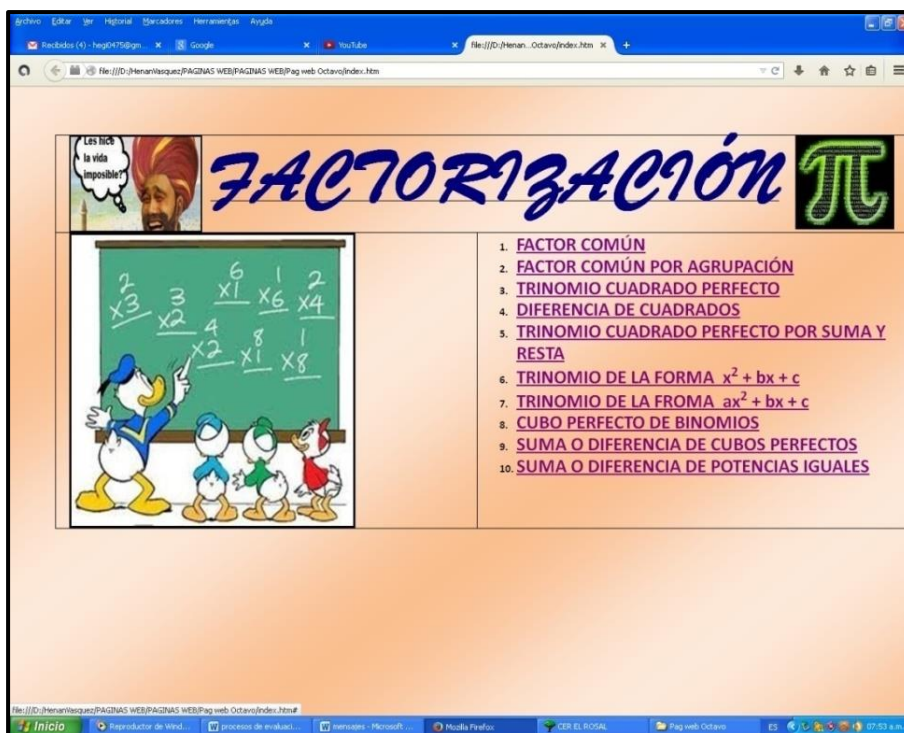 Archivo Editar Ver Historial Marcadores Herramientas Ayuda
Recibidos (4) - hegi0475@gm... Google YouTube file:///D:/Henan...Octavo/index.htm
file:///D:/HenanVasquez/PAGINAS WEB/PAGINAS WEB/Pag web Octavo/index.htm
Les hice
la vida
imposible?
FACTORIZACIÓN
1. FACTOR COMÚN
2. FACTOR COMÚN POR AGRUPACIÓN
3. TRINOMIO CUADRADO PERFECTO
4. DIFERENCIA DE CUADRADOS
5. TRINOMIO CUADRADO PERFECTO POR SUMA Y
RESTA
6. TRINOMIO DE LA FORMA x² + bx + c
7. TRINOMIO DE LA FROMA ax² + bx + c
8. CUBO PERFECTO DE BINOMIOS
9. SUMA O DIFERENCIA DE CUBOS PERFECTOS
10. SUMA O DIFERENCIA DE POTENCIAS IGUALES
2 x3
3 x2
6 x1
1 x6
2 x4
4 x2
8 x1
1 x8
π
file:///D:/HenanVasquez/PAGINAS WEB/PAGINAS WEB/Pag web Octavo/index.htm#
Inicio Reproductor de Wind... procesos de evaluaci... mensajes - Microsoft ... Mozilla Firefox CER EL ROSAL Pag web Octavo ES 07:53 a.m.